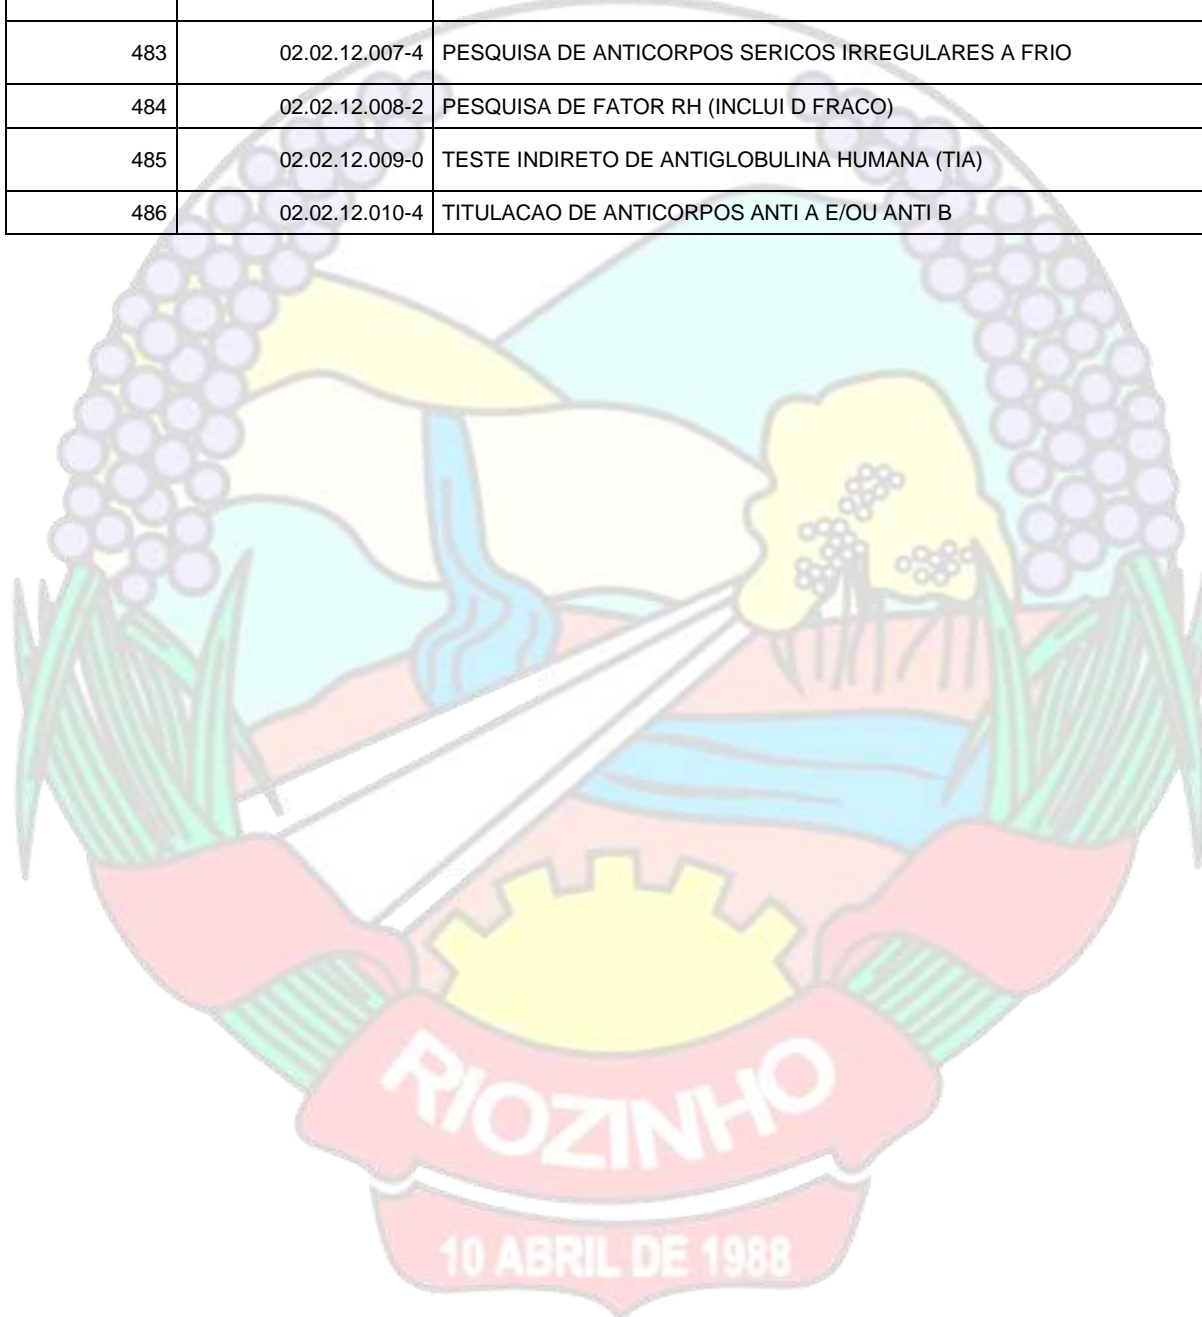 483 02.02.12.007-4 PESQUISA DE ANTICORPOS SERICOS IRREGULARES A FRIO
484 02.02.12.008-2 PESQUISA DE FATOR RH (INCLUI D FRACO)
485 02.02.12.009-0 TESTE INDIRETO DE ANTIGLOBULINA HUMANA (TIA)
486 02.02.12.010-4 TITULACAO DE ANTICORPOS ANTI A E/OU ANTI B
RIOZINHO
10 ABRIL DE 1988